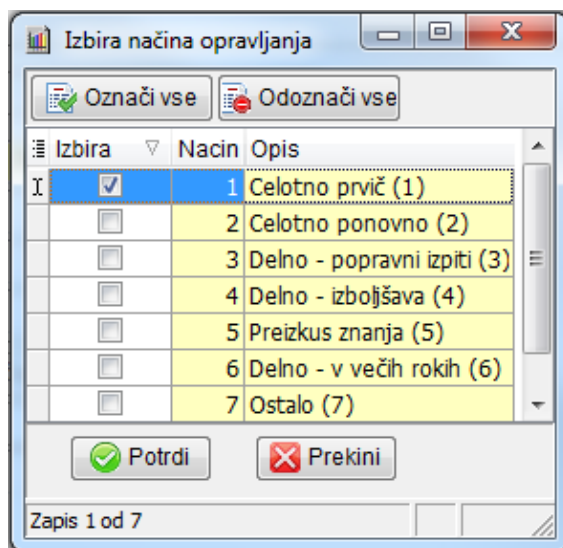 Izbira načina opravljanja
Označi vse Odoznači vse
Izbira Nacin Opis
1 Celotno prvič (1)
2 Celotno ponovno (2)
3 Delno - popravni izpiti (3)
4 Delno - izboljšava (4)
5 Preizkus znanja (5)
6 Delno - v večih rokih (6)
7 Ostalo (7)
Potrdi Prekini
Zapis 1 od 7